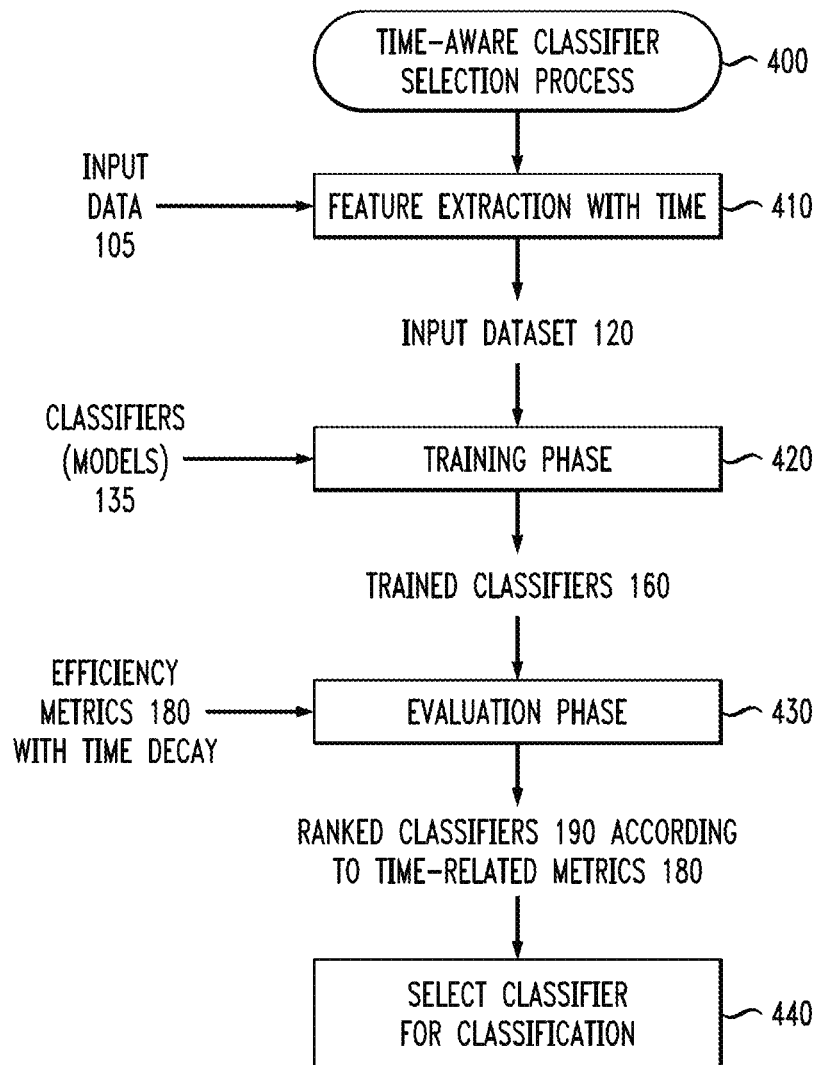 TIME-AWARE CLASSIFIER
SELECTION PROCESS
400
INPUT
DATA
105
FEATURE EXTRACTION WITH TIME
410
INPUT DATASET 120
CLASSIFIERS
(MODELS)
135
TRAINING PHASE
420
TRAINED CLASSIFIERS 160
EFFICIENCY
METRICS 180
WITH TIME DECAY
EVALUATION PHASE
430
RANKED CLASSIFIERS 190 ACCORDING
TO TIME-RELATED METRICS 180
SELECT CLASSIFIER
FOR CLASSIFICATION
440